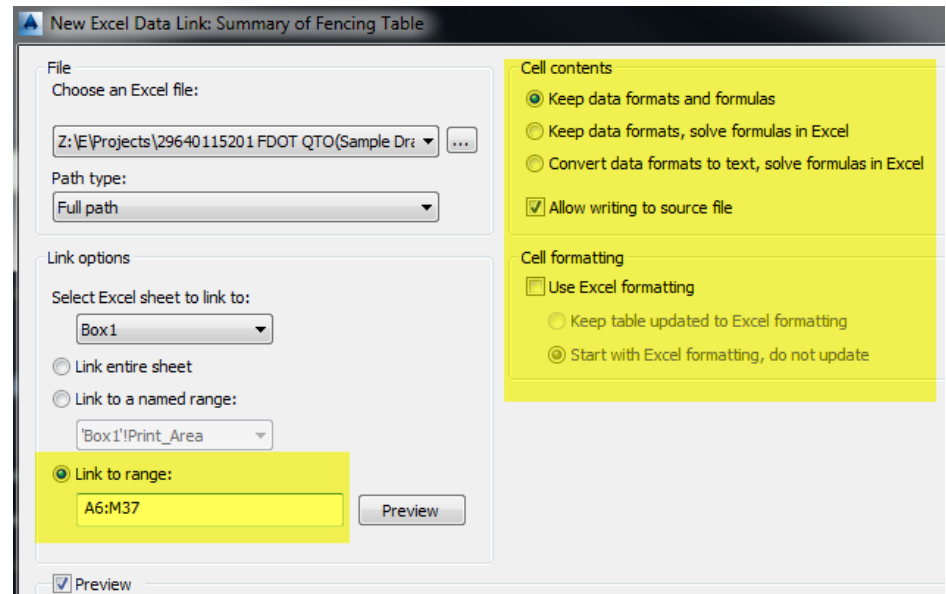 New Excel Data Link: Summary of Fencing Table
File
Choose an Excel file:
Z:\E\Projects\29640115201 FDOT QTO(Sample Dra
...
Path type:
Full path
Link options
Select Excel sheet to link to:
Box1
Link entire sheet
Link to a named range:
'Box1'!Print_Area
Link to range:
A6:M37
Preview
Preview
Cell contents
Keep data formats and formulas
Keep data formats, solve formulas in Excel
Convert data formats to text, solve formulas in Excel
Allow writing to source file
Cell formatting
Use Excel formatting
Keep table updated to Excel formatting
Start with Excel formatting, do not update